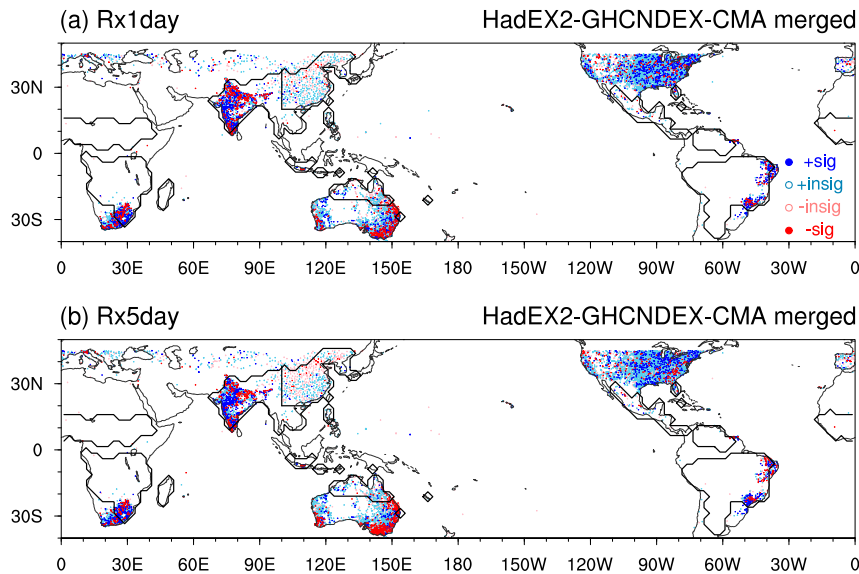 (a) Rx1day HadEX2-GHCNDEX-CMA merged
30N
0
30S
+sig
+insig
-insig
-sig
0 30E 60E 90E 120E 150E 180 150W 120W 90W 60W 30W 0
(b) Rx5day HadEX2-GHCNDEX-CMA merged
30N
0
30S
0 30E 60E 90E 120E 150E 180 150W 120W 90W 60W 30W 0